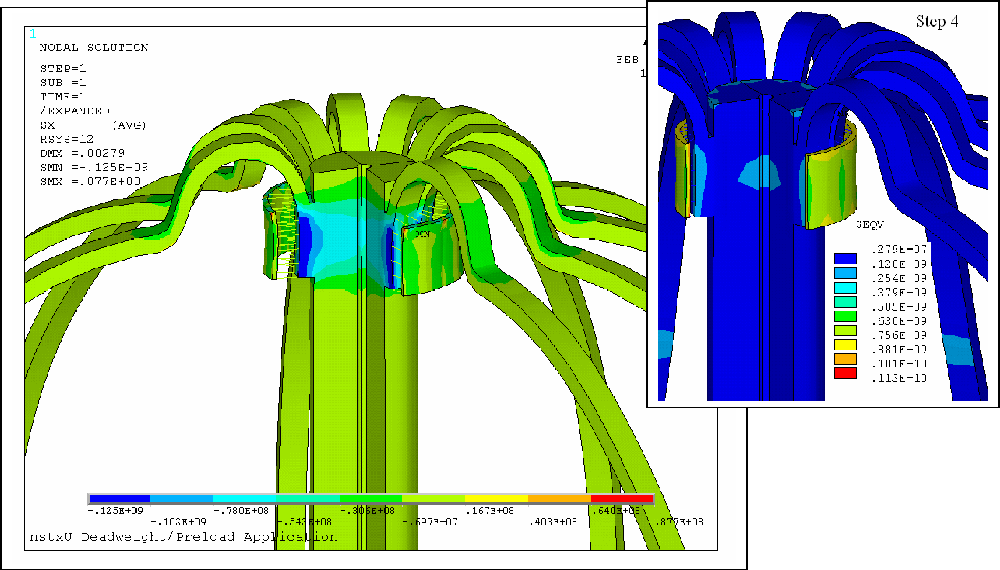 1
NODAL SOLUTION
STEP=1
SUB =1
TIME=1
/EXPANDED
SX (AVG)
RSYS=12
DMX =.00279
SMN =-.125E+09
SMX =.877E+08
FEB
1
MN
-.125E+09
-.102E+09
-.780E+08
-.543E+08
-.306E+08
-.697E+07
.167E+08
.403E+08
.640E+08
.877E+08
nstxU Deadweight/Preload Application
Step 4
MN
SEQV
.279E+07
.128E+09
.254E+09
.379E+09
.505E+09
.630E+09
.756E+09
.881E+09
.101E+10
.113E+10